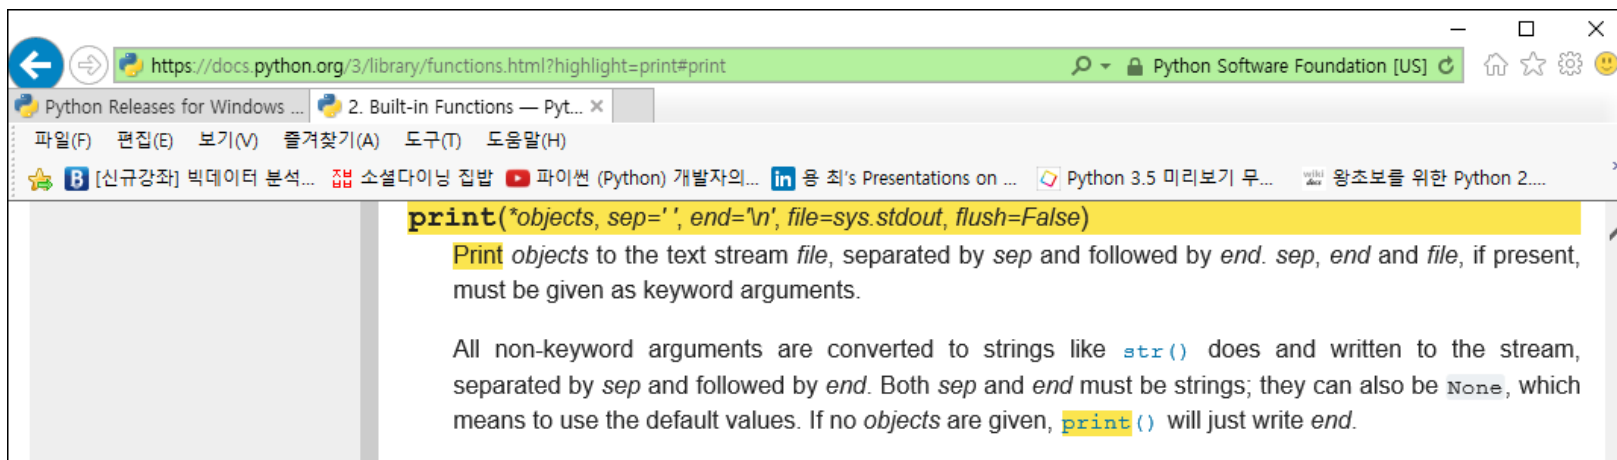 https://docs.python.org/3/library/functions.html?highlight=print#print
Python Software Foundation [US]
Python Releases for Windows ...
2. Built-in Functions — Pyt...
파일(F) 편집(E) 보기(V) 즐겨찾기(A) 도구(T) 도움말(H)
B [신규강좌] 빅데이터 분석... 집밥 소셜다이닝 집밥 파이썬 (Python) 개발자의... in 용 최's Presentations on ... Python 3.5 미리보기 무... wiki docs 왕초보를 위한 Python 2....
print(*objects, sep=' ', end='\n', file=sys.stdout, flush=False)
Print objects to the text stream file, separated by sep and followed by end. sep, end and file, if present,
must be given as keyword arguments.
All non-keyword arguments are converted to strings like str() does and written to the stream,
separated by sep and followed by end. Both sep and end must be strings; they can also be None, which
means to use the default values. If no objects are given, print() will just write end.